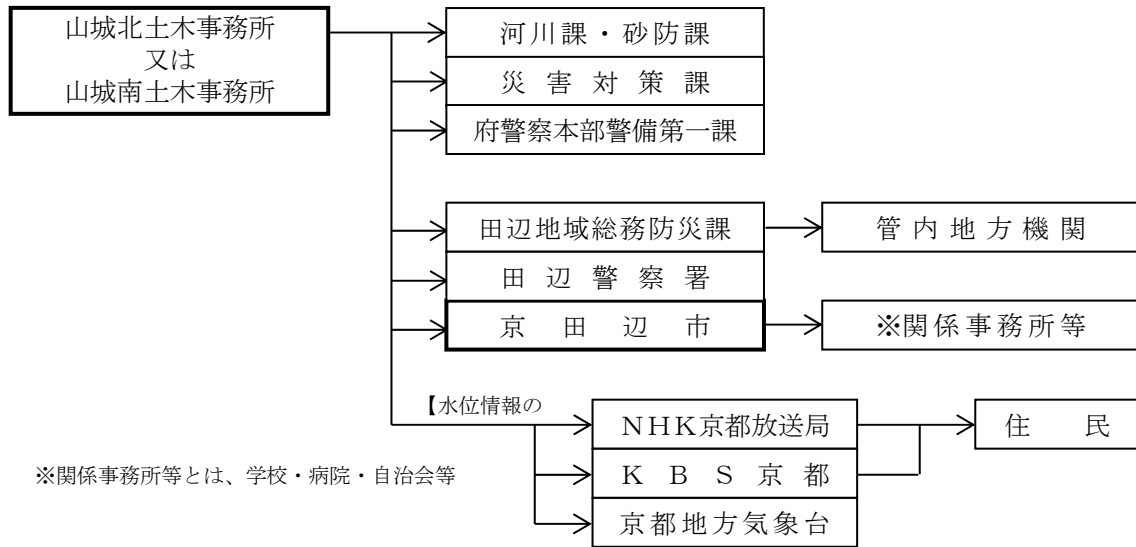 山城北土木事務所
又は
山城南土木事務所
河川課・砂防課
災害対策課
府警察本部警備第一課
田辺地域総務防災課
管内地方機関
田辺警察署
京田辺市
※関係事務所等
【水位情報の
NHK京都放送局
住民
KBS京都
※関係事務所等とは、学校・病院・自治会等
京都地方気象台